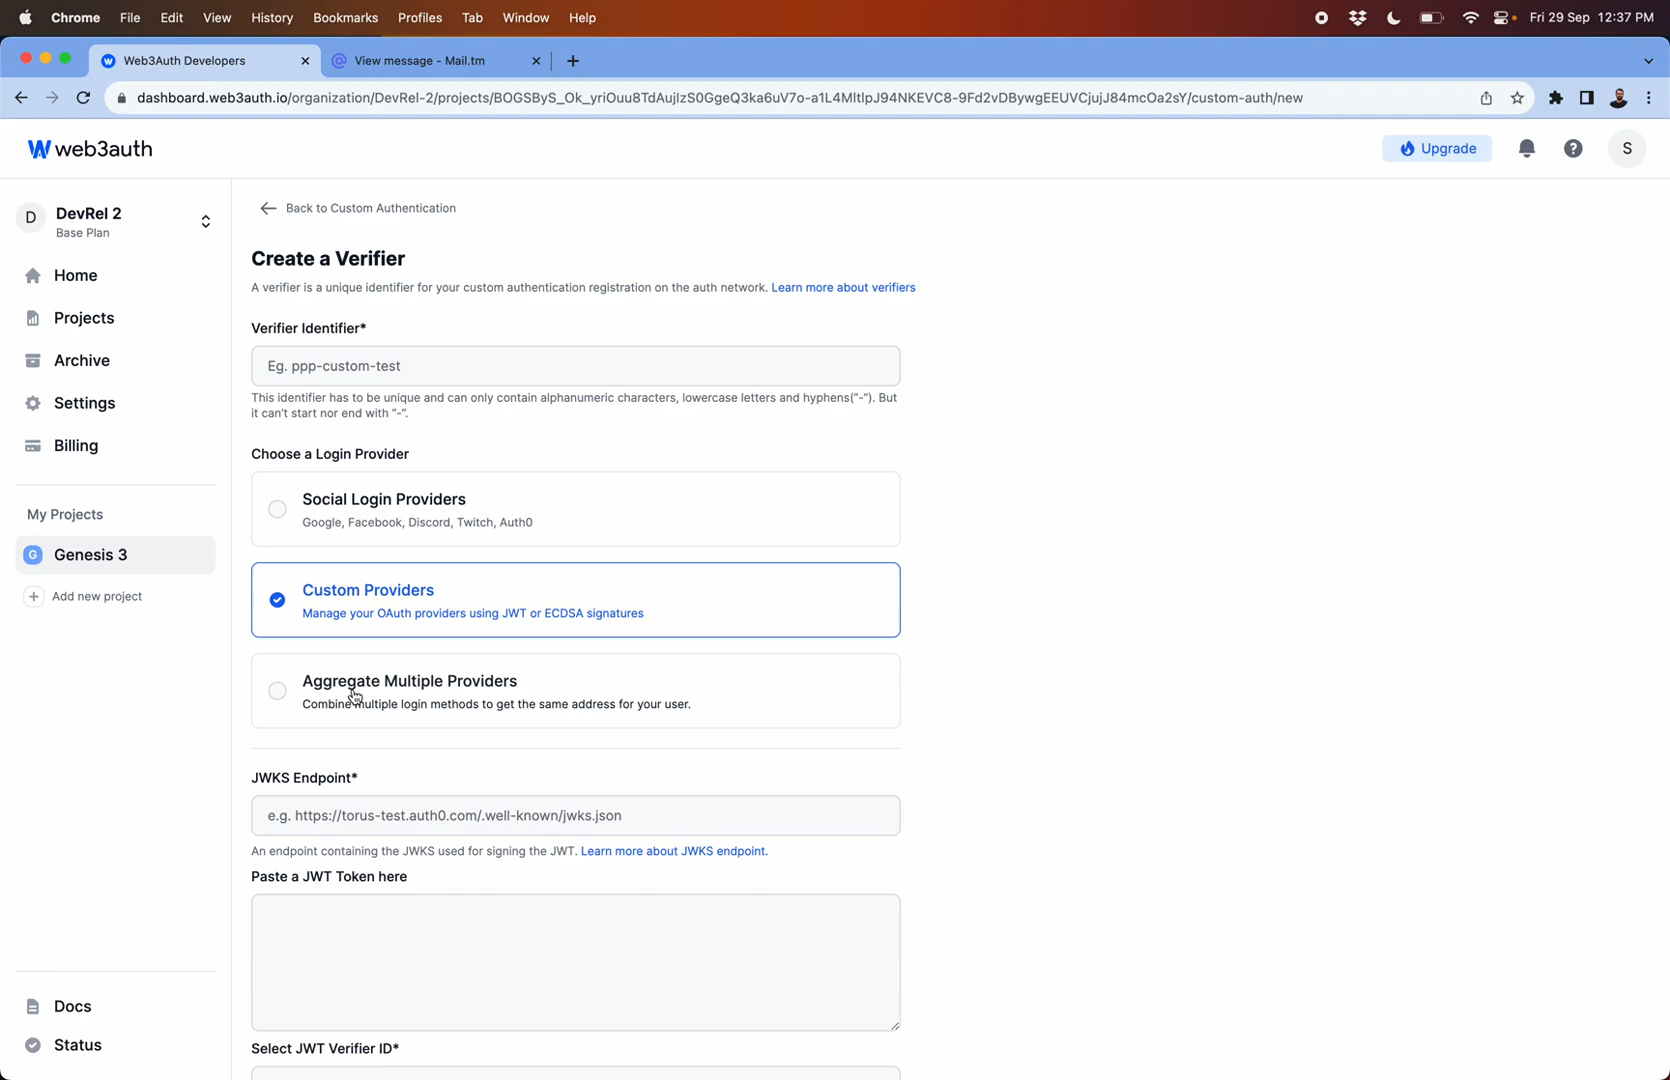 Chrome File Edit View History Bookmarks Profiles Tab Window Help Fri 29 Sep 12:37 PM
Web3Auth Developers View message - Mail.tm
dashboard.web3auth.io/organization/DevRel-2/projects/BOGSByS_Ok_yriOuu8TdAujIzS0GgeQ3ka6uV7o-a1L4MltIpJ94NKEVC8-9Fd2vDBywgEEUVCjujJ84mcOa2sY/custom-auth/new
web3auth Upgrade S
D DevRel 2
Base Plan
Home
Projects
Archive
Settings
Billing
My Projects
G Genesis 3
Add new project
Docs
Status
Back to Custom Authentication
Create a Verifier
A verifier is a unique identifier for your custom authentication registration on the auth network. Learn more about verifiers
Verifier Identifier*
Eg. ppp-custom-test
This identifier has to be unique and can only contain alphanumeric characters, lowercase letters and hyphens("-"). But
it can't start nor end with "-".
Choose a Login Provider
Social Login Providers
Google, Facebook, Discord, Twitch, Auth0
Custom Providers
Manage your OAuth providers using JWT or ECDSA signatures
Aggregate Multiple Providers
Combine multiple login methods to get the same address for your user.
JWKS Endpoint*
e.g. https://torus-test.auth0.com/.well-known/jwks.json
An endpoint containing the JWKS used for signing the JWT. Learn more about JWKS endpoint.
Paste a JWT Token here
Select JWT Verifier ID*